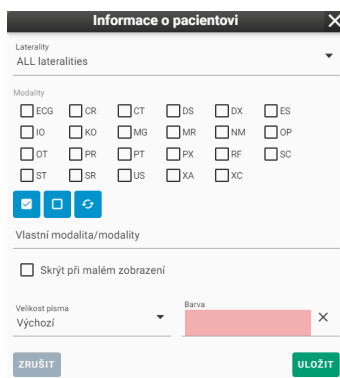 Informace o pacientovi
Laterality
ALL lateralities
Modality
ECG CR CT DS DX ES
IO KO MG MR NM OP
OT PR PT PX RF SC
ST SR US XA XC
Vlastní modalita/modality
Skrýt při malém zobrazení
Velikost písma Barva
Výchozí
ZRUŠIT ULOŽIT